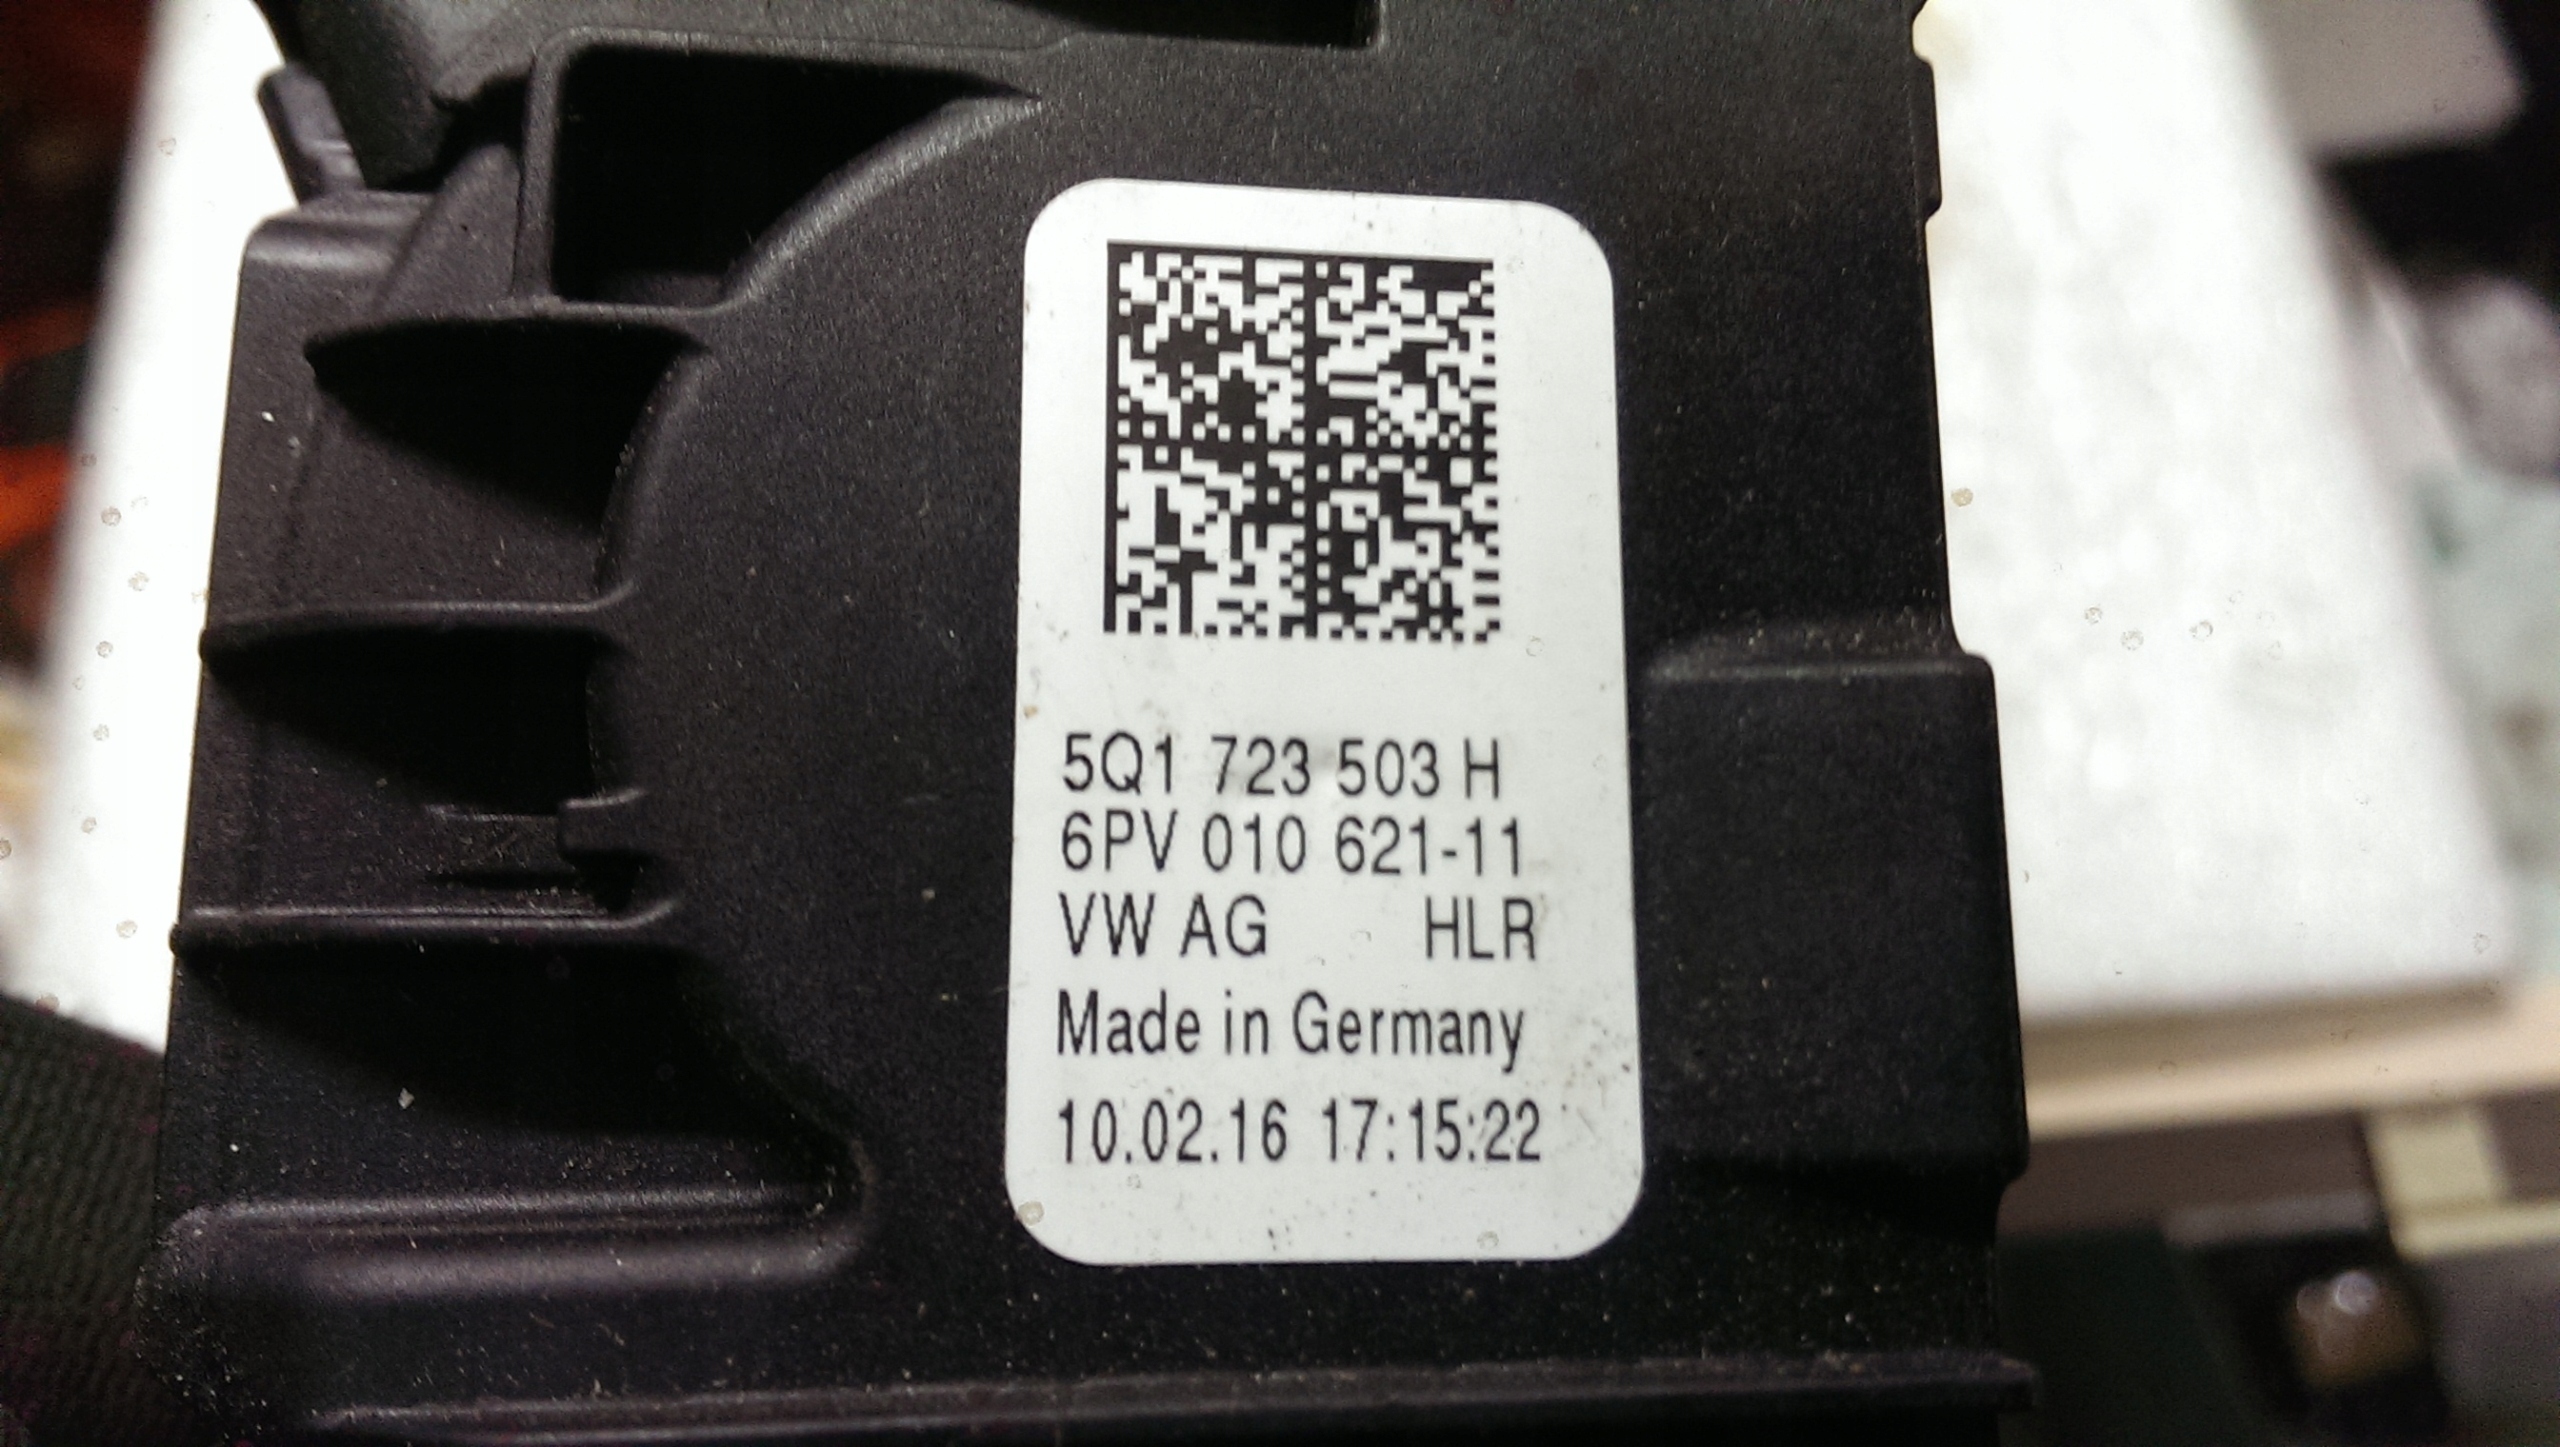 5Q1 723 503 H
6PV 010 621-11
VW AG HLR
Made in Germany
10.02.16 17:15:22